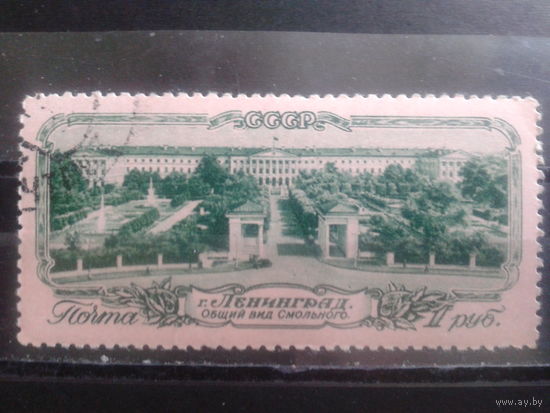 СССР
г. Ленинград.
Общий вид Смольного.
Почта
1 руб.
www.ay.by